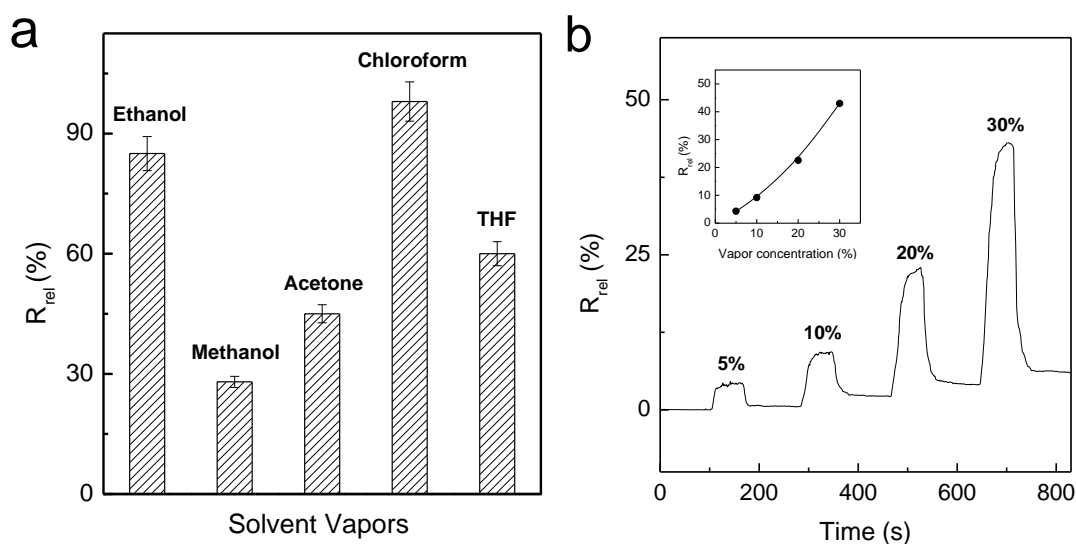 a
Ethanol
Methanol
Acetone
Chloroform
THF
90
60
30
0
R_rel (%)
Solvent Vapors
b
50
25
0
R_rel (%)
0 200 400 600 800
Time (s)
5%
10%
20%
30%
50
40
30
20
10
0
R_rel (%)
0 10 20 30
Vapor concentration (%)